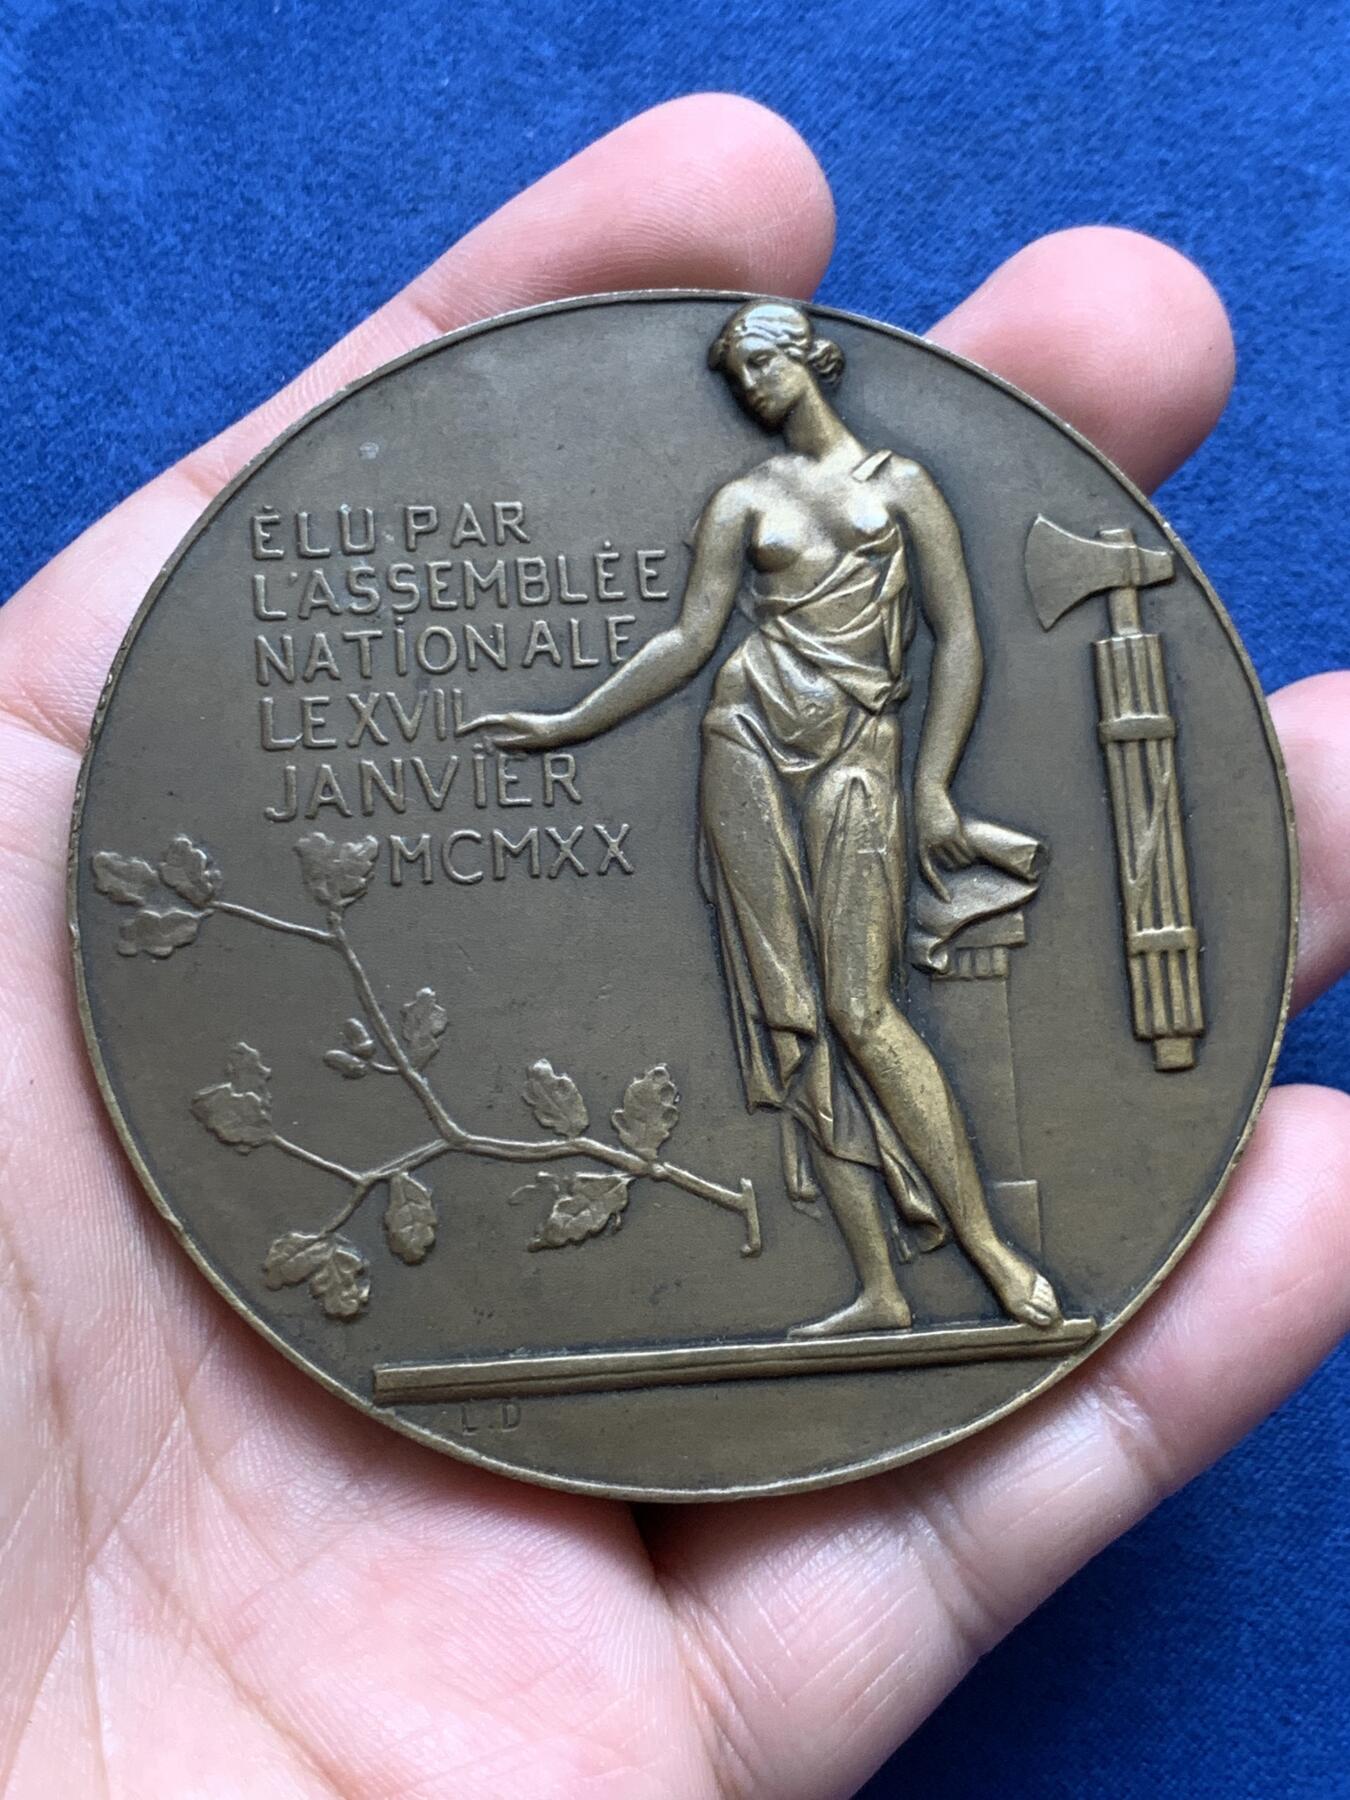 ÉLU PAR
L'ASSEMBLÉE
NATIONALE
LE XVII
JANVIER
MCMXX
L.D